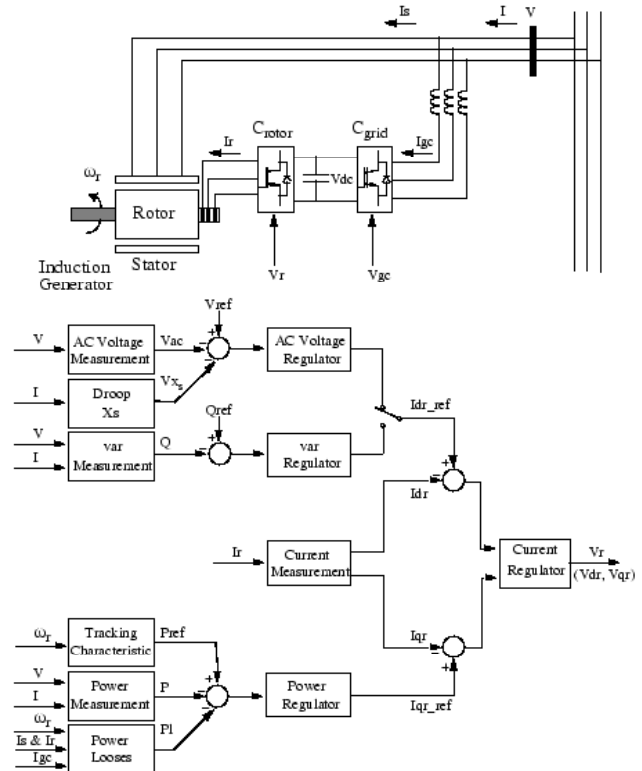 Is I V
Ir Crotor Cgrid Igc
Vdc
ωr
Rotor
Stator
Induction
Generator
Vr Vgc
Vref
V AC Voltage
Measurement Vac AC Voltage
Regulator
+ − −
I Droop
Xs Vxs
Qref
V
I var
Measurement Q var
Regulator
+ −
Idr_ref
+ −
Idr
Ir Current
Measurement Current
Regulator Vr
(Vdr, Vqr)
Iqr
− +
Iqr_ref
ωr Tracking
Characteristic Pref
V
I Power
Measurement P Power
Regulator
+ − −
ωr
Is & Ir
Igc Power
Looses Pl